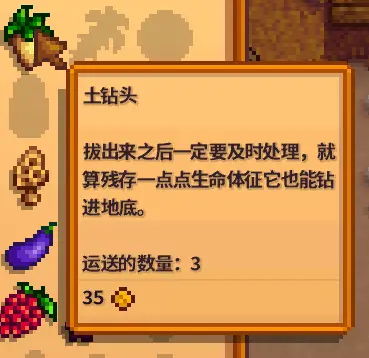 土钻头
拔出来之后一定要及时处理，就
算残存一点点生命体征它也能钻
进地底。
运送的数量：3
35